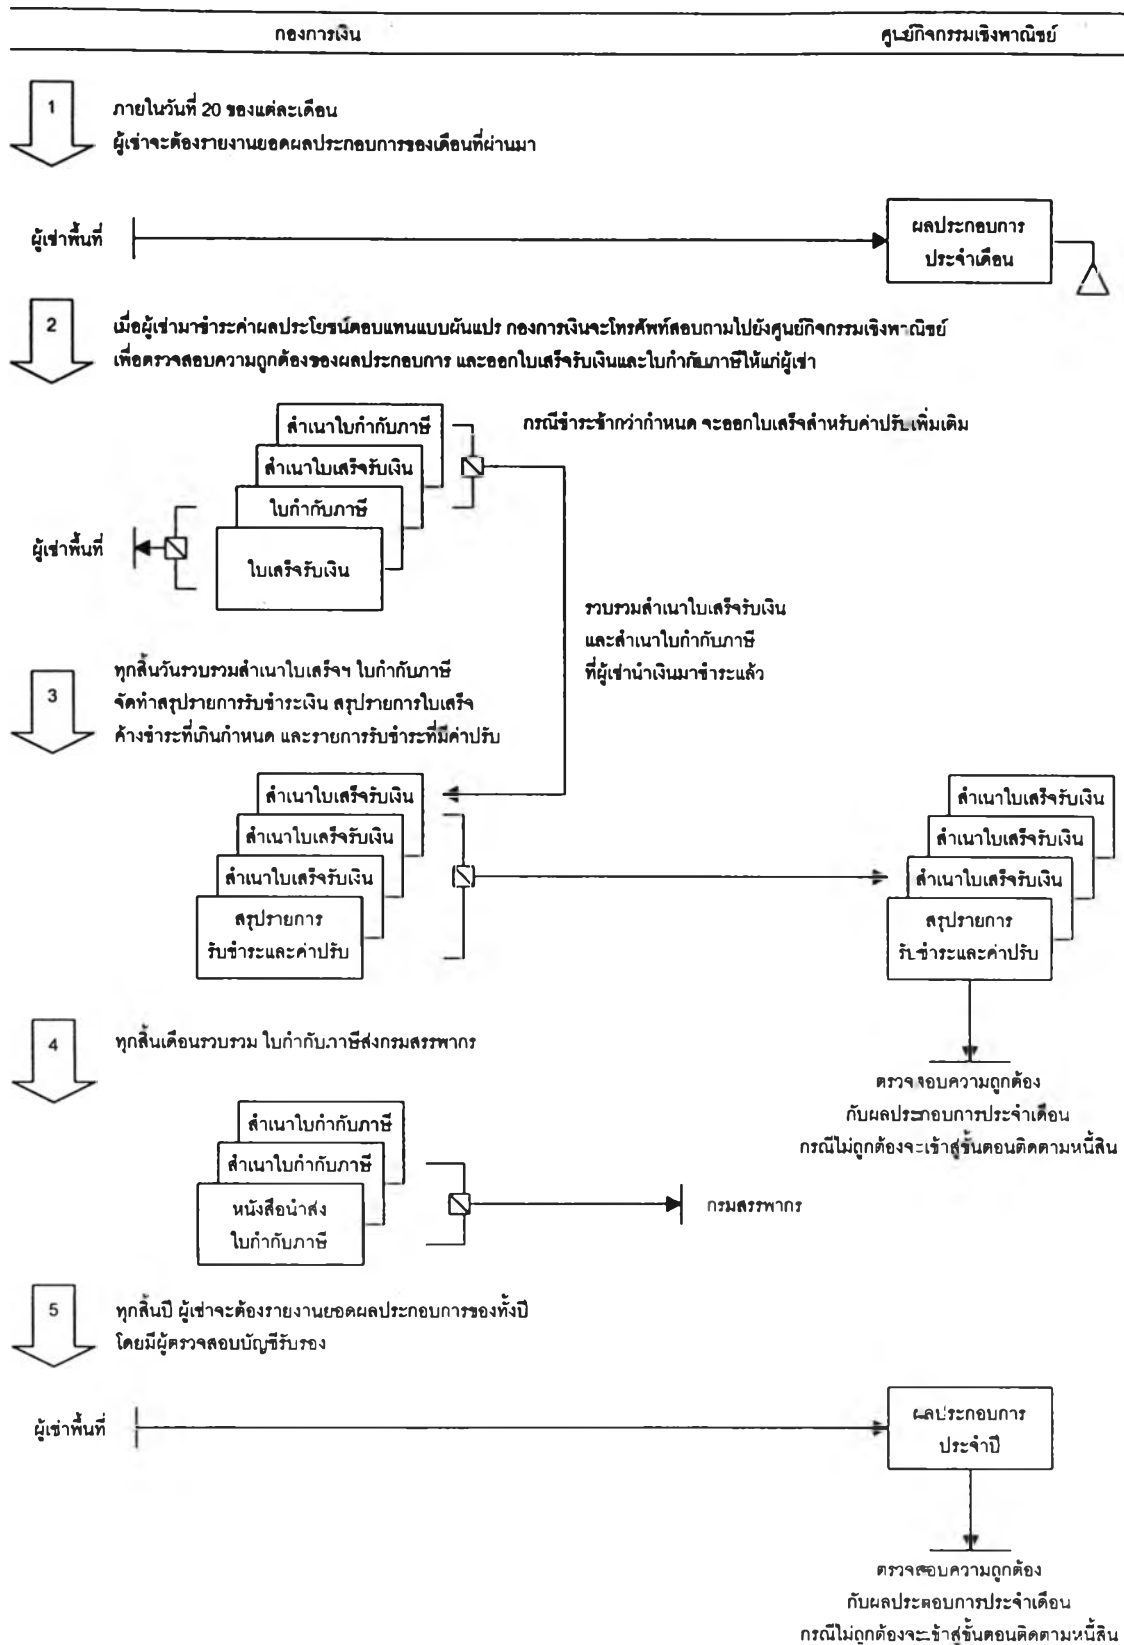 กองการเงิน
ศูนย์กิจกรรมเชิงพาณิชย์
1
ภายในวันที่ 20 ของแต่ละเดือน
ผู้เช่าจะต้องรายงานยอดผลประกอบการของเดือนที่ผ่านมา
ผู้เช่าพื้นที่
ผลประกอบการ
ประจำเดือน
2
เมื่อผู้เช่ามาชำระค่าผลประโยชน์ตอบแทนแบบผันแปร กองการเงินจะโทรศัพท์สอบถามไปยังศูนย์กิจกรรมเชิงพาณิชย์
เพื่อตรวจสอบความถูกต้องของผลประกอบการ และออกใบเสร็จรับเงินและใบกำกับภาษีให้แก่ผู้เช่า
กรณีชำระช้ากว่ากำหนด จะออกใบเสร็จสำหรับค่าปรับเพิ่มเติม
สำเนาใบกำกับภาษี
สำเนาใบเสร็จรับเงิน
ใบกำกับภาษี
ใบเสร็จรับเงิน
ผู้เช่าพื้นที่
รวบรวมสำเนาใบเสร็จรับเงิน
และสำเนาใบกำกับภาษี
ที่ผู้เช่านำเงินมาชำระแล้ว
3
ทุกสิ้นวันรวบรวมสำเนาใบเสร็จฯ ใบกำกับภาษี
จัดทำสรุปรายการรับชำระเงิน สรุปรายการใบเสร็จ
ค้างชำระที่เกินกำหนด และรายการรับชำระที่มีค่าปรับ
สำเนาใบเสร็จรับเงิน
สำเนาใบเสร็จรับเงิน
สำเนาใบเสร็จรับเงิน
สรุปรายการ
รับชำระและค่าปรับ
สำเนาใบเสร็จรับเงิน
สำเนาใบเสร็จรับเงิน
สำเนาใบเสร็จรับเงิน
สรุปรายการ
รับชำระและค่าปรับ
ตรวจสอบความถูกต้อง
กับผลประกอบการประจำเดือน
กรณีไม่ถูกต้องจะเข้าสู่ขั้นตอนติดตามหนี้สิน
4
ทุกสิ้นเดือนรวบรวม ใบกำกับภาษีส่งกรมสรรพากร
สำเนาใบกำกับภาษี
สำเนาใบกำกับภาษี
หนังสือนำส่ง
ใบกำกับภาษี
กรมสรรพากร
5
ทุกสิ้นปี ผู้เช่าจะต้องรายงานยอดผลประกอบการของทั้งปี
โดยมีผู้ตรวจสอบบัญชีรับรอง
ผู้เช่าพื้นที่
ผลประกอบการ
ประจำปี
ตรวจสอบความถูกต้อง
กับผลประกอบการประจำเดือน
กรณีไม่ถูกต้องจะเข้าสู่ขั้นตอนติดตามหนี้สิน